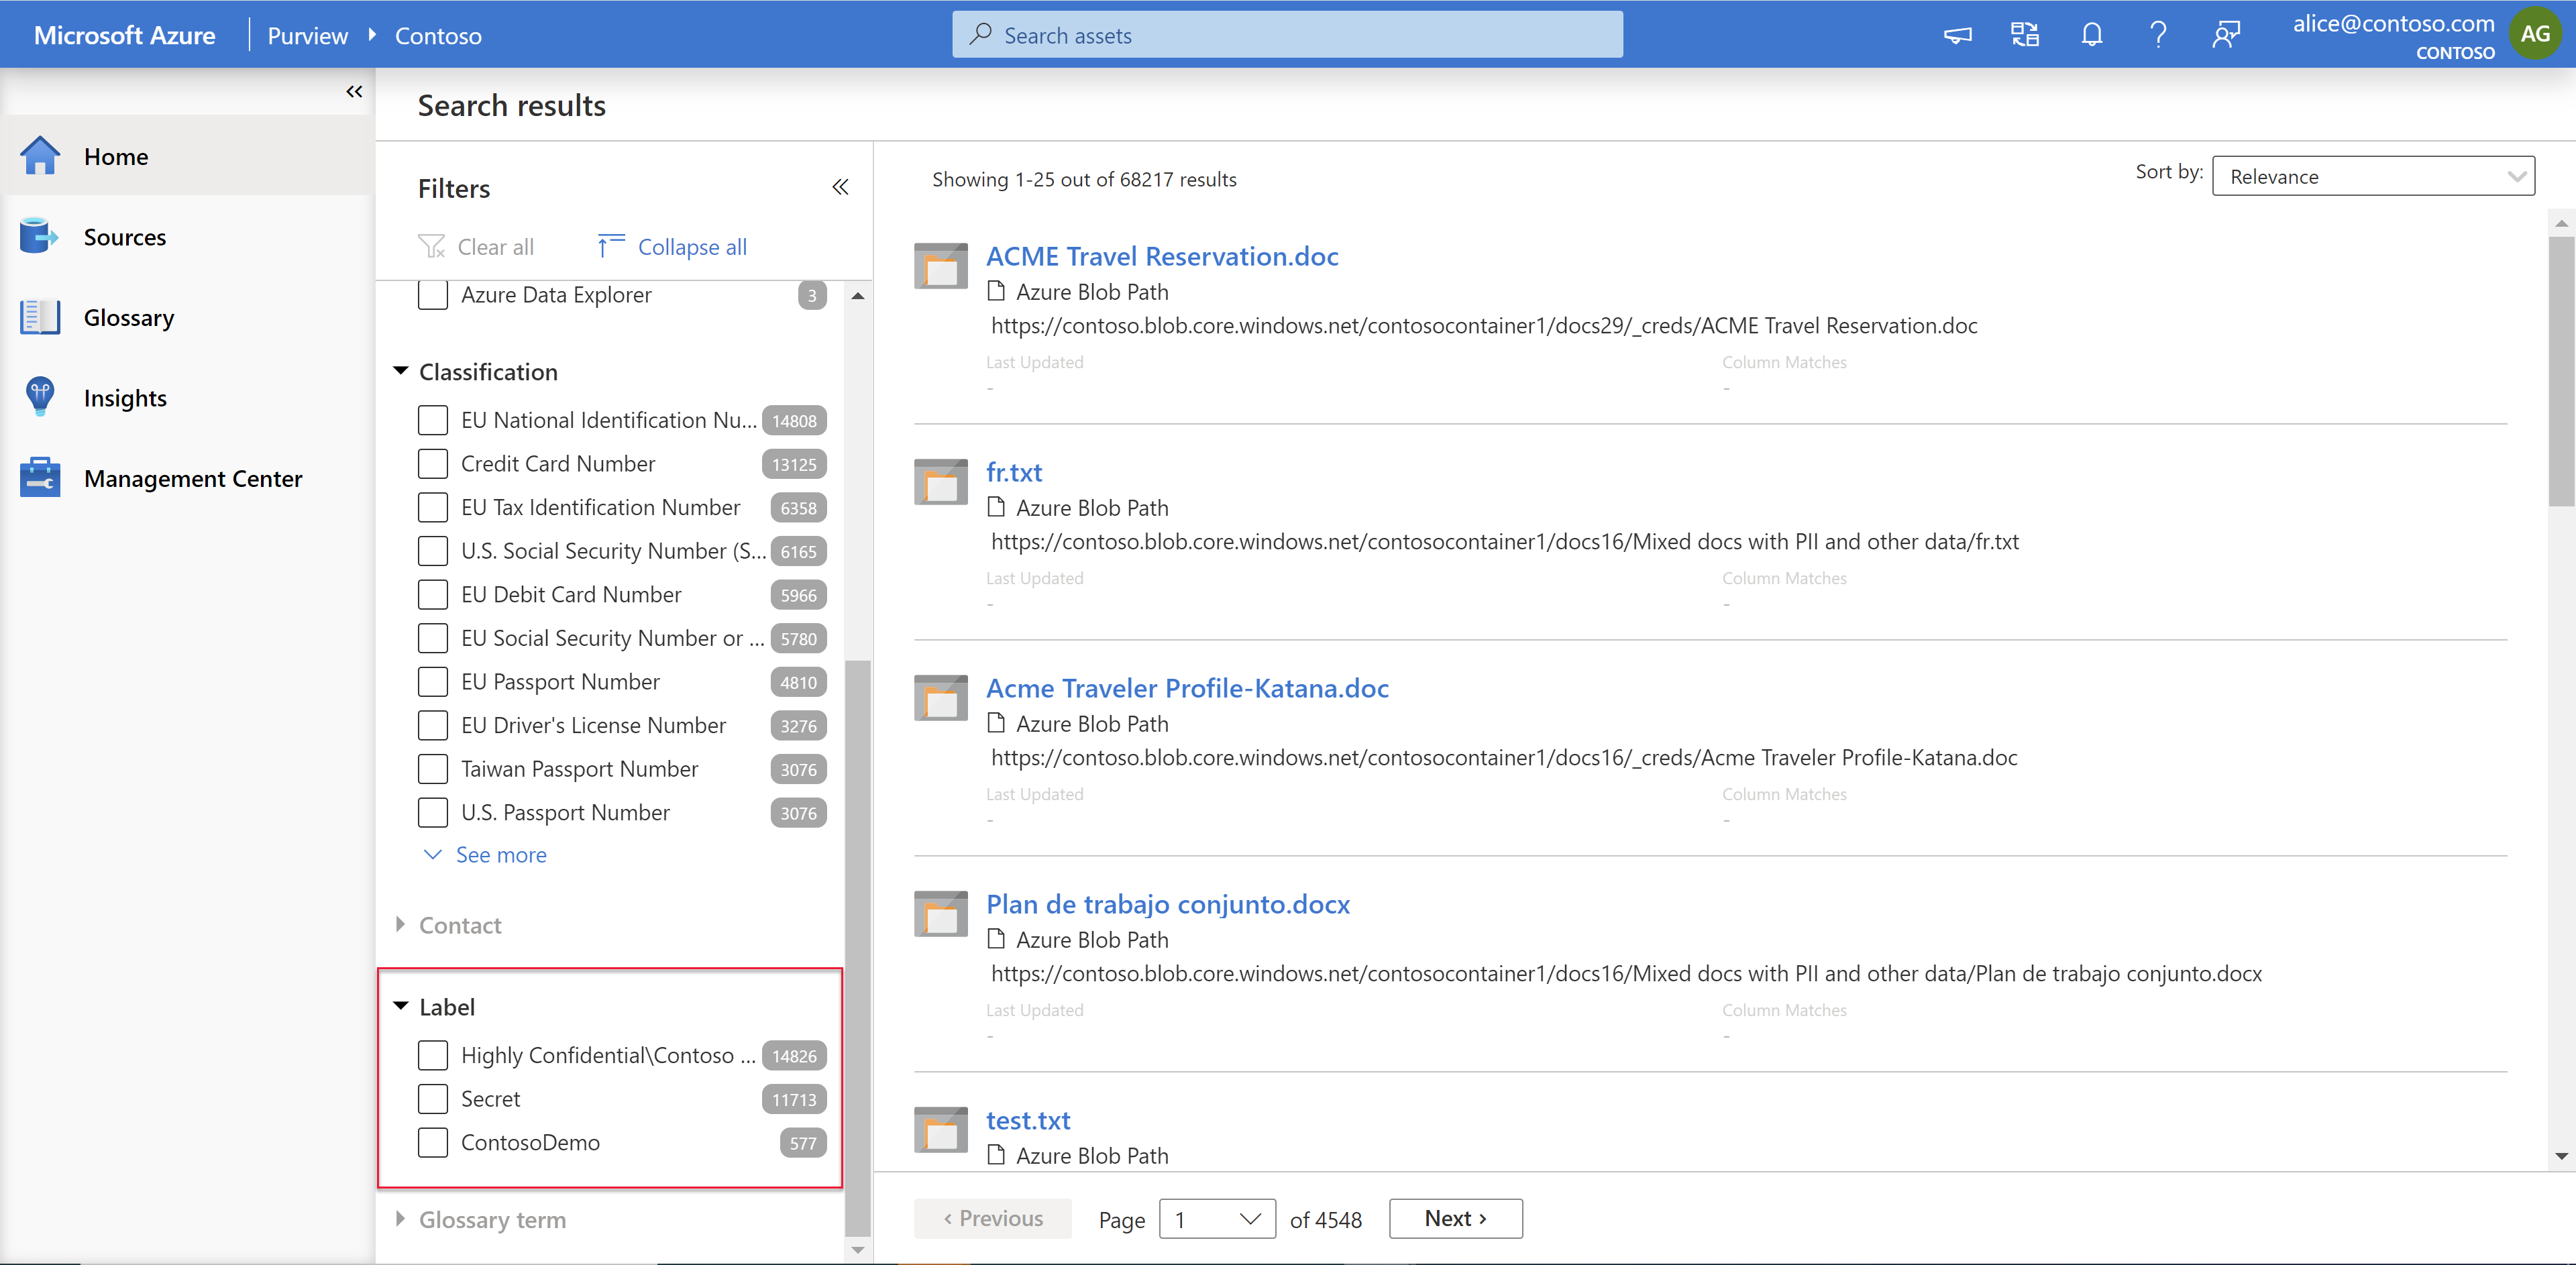 Microsoft Azure
Purview
Contoso
Search assets
alice@contoso.com
CONTOSO
AG
Home
Sources
Glossary
Insights
Management Center
Search results
Filters
Clear all
Collapse all
Azure Data Explorer 3
Classification
EU National Identification Nu... 14808
Credit Card Number 13125
EU Tax Identification Number 6358
U.S. Social Security Number (S... 6165
EU Debit Card Number 5966
EU Social Security Number or ... 5780
EU Passport Number 4810
EU Driver's License Number 3276
Taiwan Passport Number 3076
U.S. Passport Number 3076
See more
Contact
Label
Highly Confidential\Contoso ... 14826
Secret 11713
ContosoDemo 577
Glossary term
Showing 1-25 out of 68217 results
Sort by: Relevance
ACME Travel Reservation.doc
Azure Blob Path
https://contoso.blob.core.windows.net/contosocontainer1/docs29/_creds/ACME Travel Reservation.doc
Last Updated Column Matches
- -
fr.txt
Azure Blob Path
https://contoso.blob.core.windows.net/contosocontainer1/docs16/Mixed docs with PII and other data/fr.txt
Last Updated Column Matches
- -
Acme Traveler Profile-Katana.doc
Azure Blob Path
https://contoso.blob.core.windows.net/contosocontainer1/docs16/_creds/Acme Traveler Profile-Katana.doc
Last Updated Column Matches
- -
Plan de trabajo conjunto.docx
Azure Blob Path
https://contoso.blob.core.windows.net/contosocontainer1/docs16/Mixed docs with PII and other data/Plan de trabajo conjunto.docx
Last Updated Column Matches
- -
test.txt
Azure Blob Path
‹ Previous Page 1 of 4548 Next ›